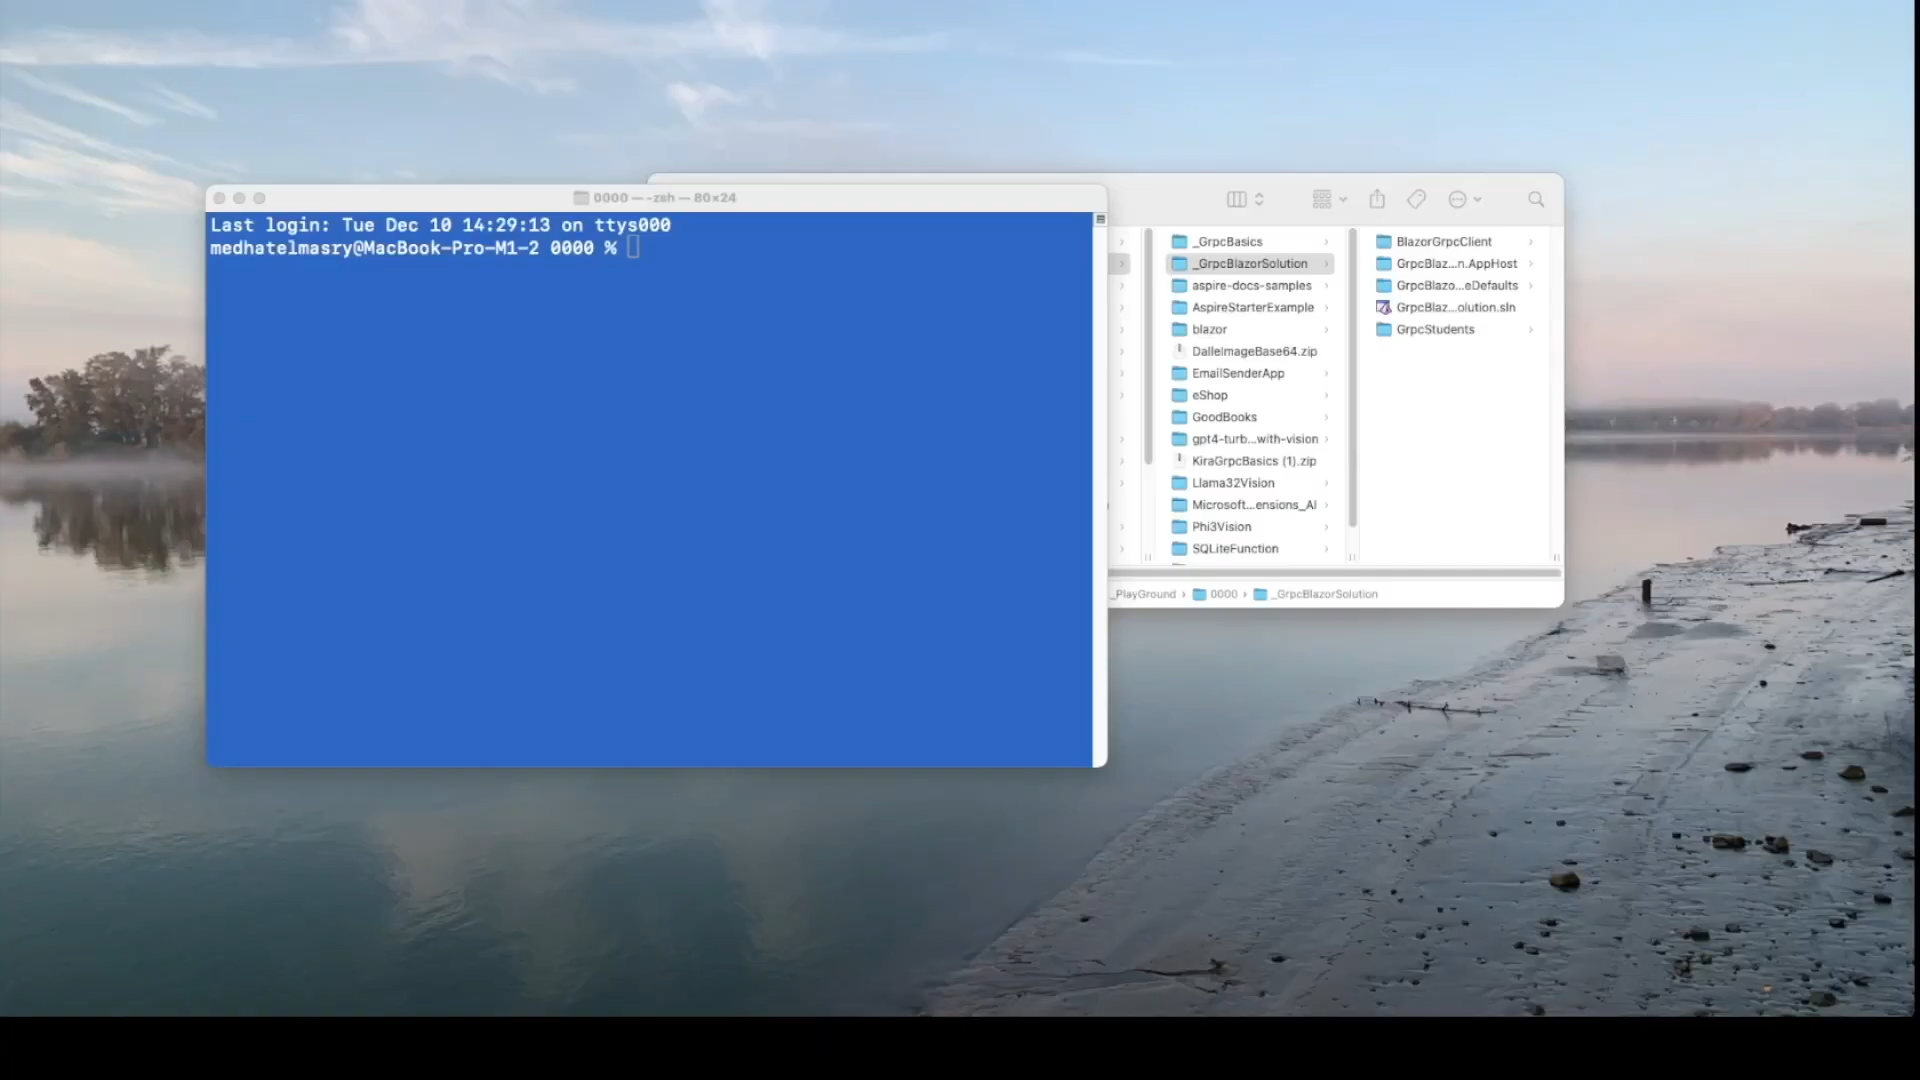 0000 — -zsh — 80×24
Last login: Tue Dec 10 14:29:13 on ttys000
medhatelmasry@MacBook-Pro-M1-2 0000 %
_GrpcBasics
_GrpcBlazorSolution
aspire-docs-samples
AspireStarterExample
blazor
DalleImageBase64.zip
EmailSenderApp
eShop
GoodBooks
gpt4-turb...with-vision
KiraGrpcBasics (1).zip
Llama32Vision
Microsoft...ensions_AI
Phi3Vision
SQLiteFunction
BlazorGrpcClient
GrpcBlaz...n.AppHost
GrpcBlazo...eDefaults
GrpcBlaz...olution.sln
GrpcStudents
_PlayGround › 0000 › _GrpcBlazorSolution